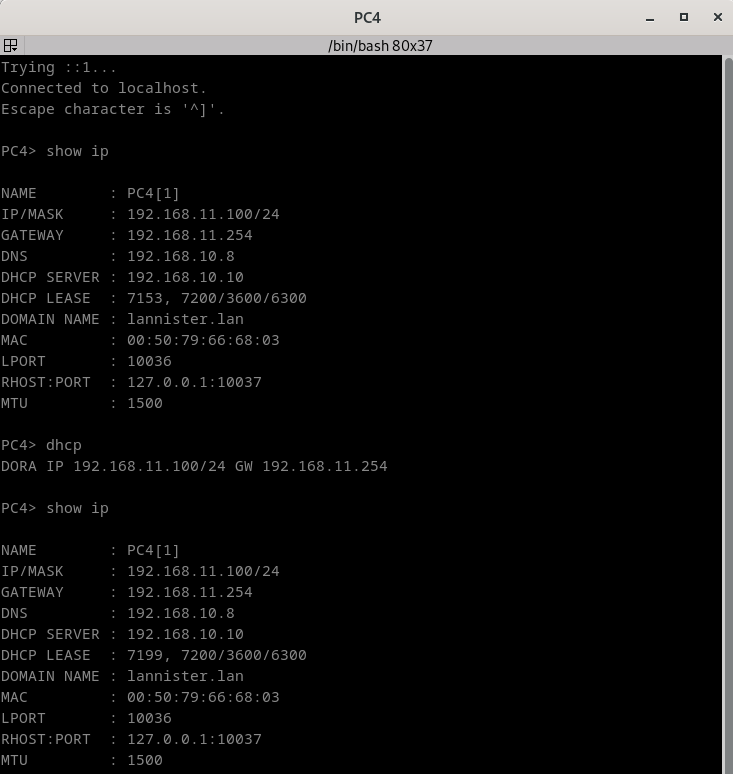 PC4
/bin/bash 80x37
Trying ::1...
Connected to localhost.
Escape character is '^]'.
PC4> show ip
NAME        : PC4[1]
IP/MASK     : 192.168.11.100/24
GATEWAY     : 192.168.11.254
DNS         : 192.168.10.8
DHCP SERVER : 192.168.10.10
DHCP LEASE  : 7153, 7200/3600/6300
DOMAIN NAME : lannister.lan
MAC         : 00:50:79:66:68:03
LPORT       : 10036
RHOST:PORT  : 127.0.0.1:10037
MTU         : 1500
PC4> dhcp
DORA IP 192.168.11.100/24 GW 192.168.11.254
PC4> show ip
NAME        : PC4[1]
IP/MASK     : 192.168.11.100/24
GATEWAY     : 192.168.11.254
DNS         : 192.168.10.8
DHCP SERVER : 192.168.10.10
DHCP LEASE  : 7199, 7200/3600/6300
DOMAIN NAME : lannister.lan
MAC         : 00:50:79:66:68:03
LPORT       : 10036
RHOST:PORT  : 127.0.0.1:10037
MTU         : 1500